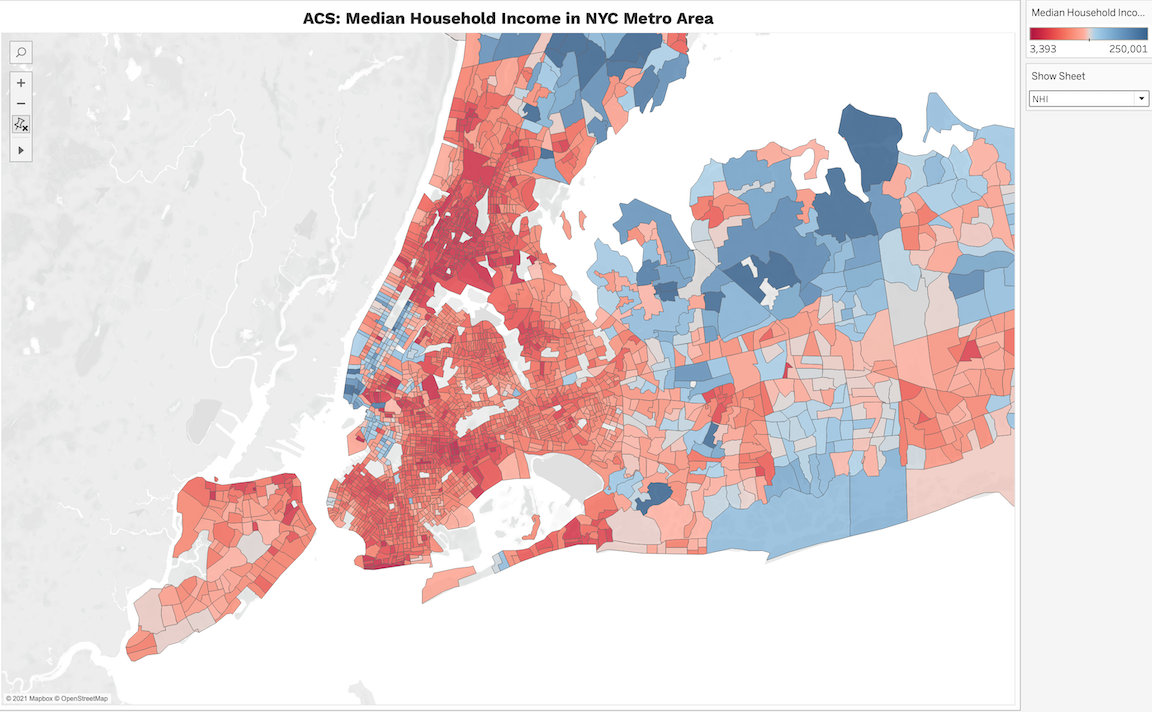 ACS: Median Household Income in NYC Metro Area
Median Household Inco...
3,393 250,001
Show Sheet
NHI
© 2021 Mapbox © OpenStreetMap